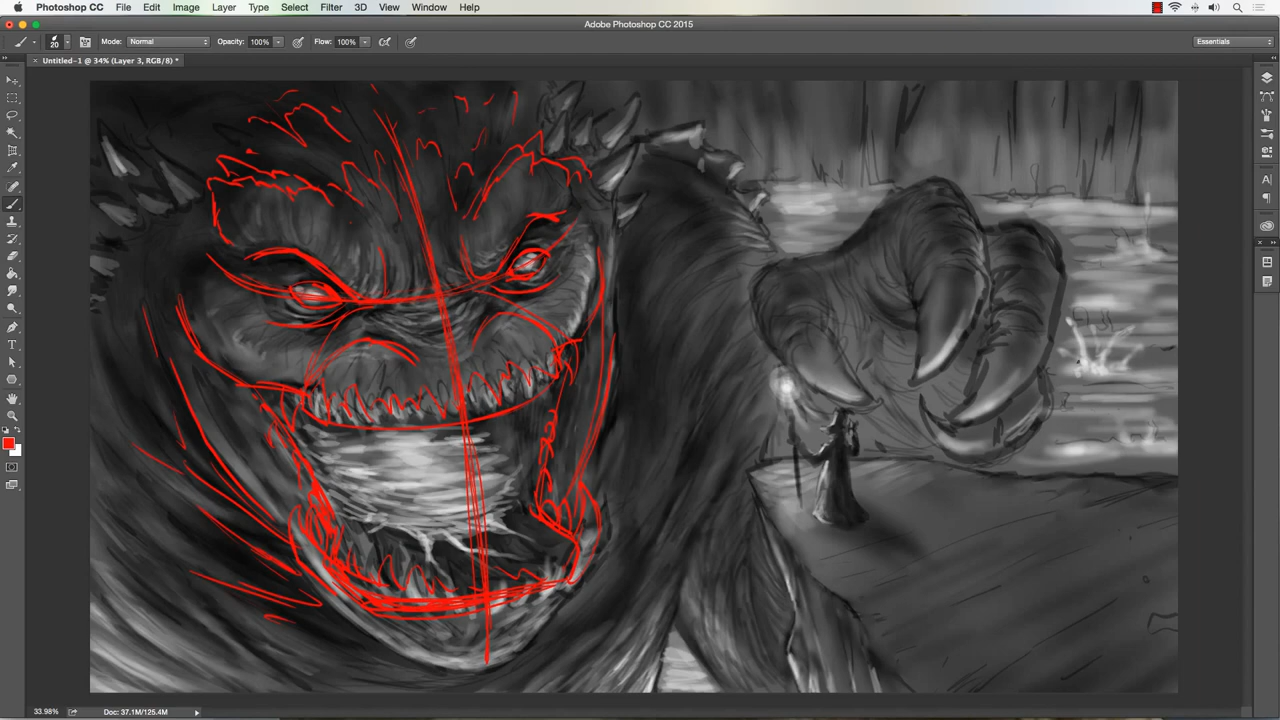 Photoshop CC File Edit Image Layer Type Select Filter 3D View Window Help
Adobe Photoshop CC 2015
20 Mode: Normal Opacity: 100% Flow: 100% Essentials
× Untitled-1 @ 34% (Layer 3, RGB/8) *
33.98% Doc: 37.1M/125.4M